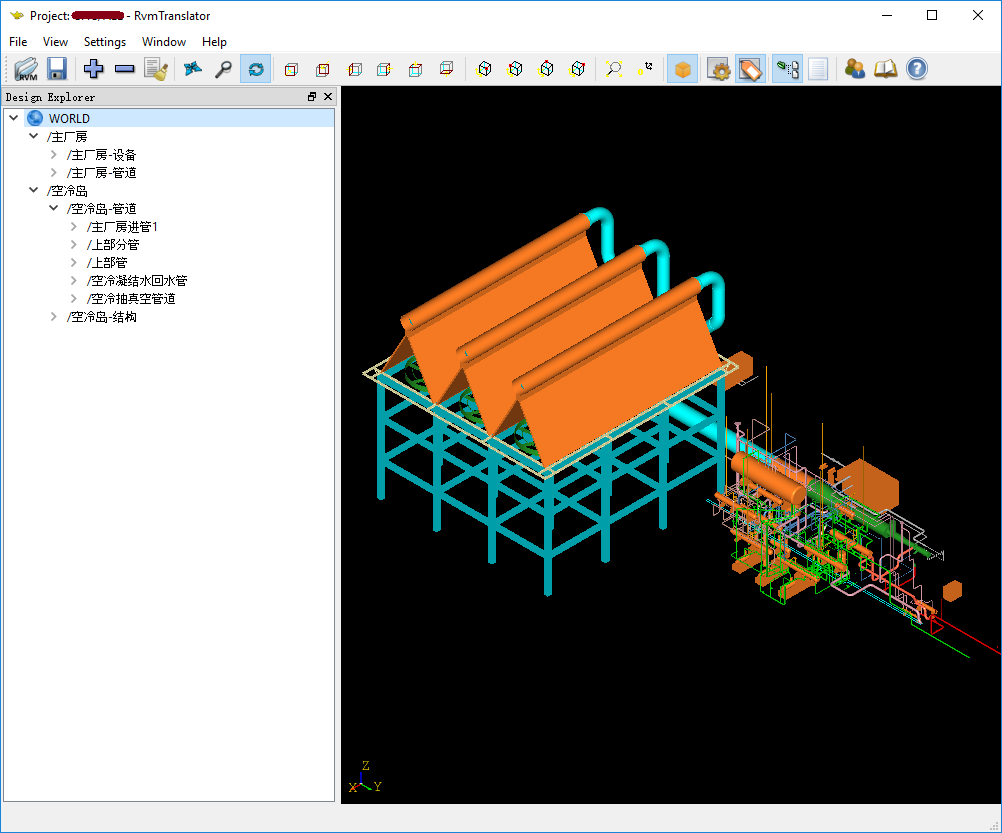 Project: - RvmTranslator
File View Settings Window Help
RVM
Design Explorer
WORLD
/主厂房
/主厂房-设备
/主厂房-管道
/空冷岛
/空冷岛-管道
/主厂房进管1
/上部分管
/上部管
/空冷凝结水回水管
/空冷抽真空管道
/空冷岛-结构
Z
X Y